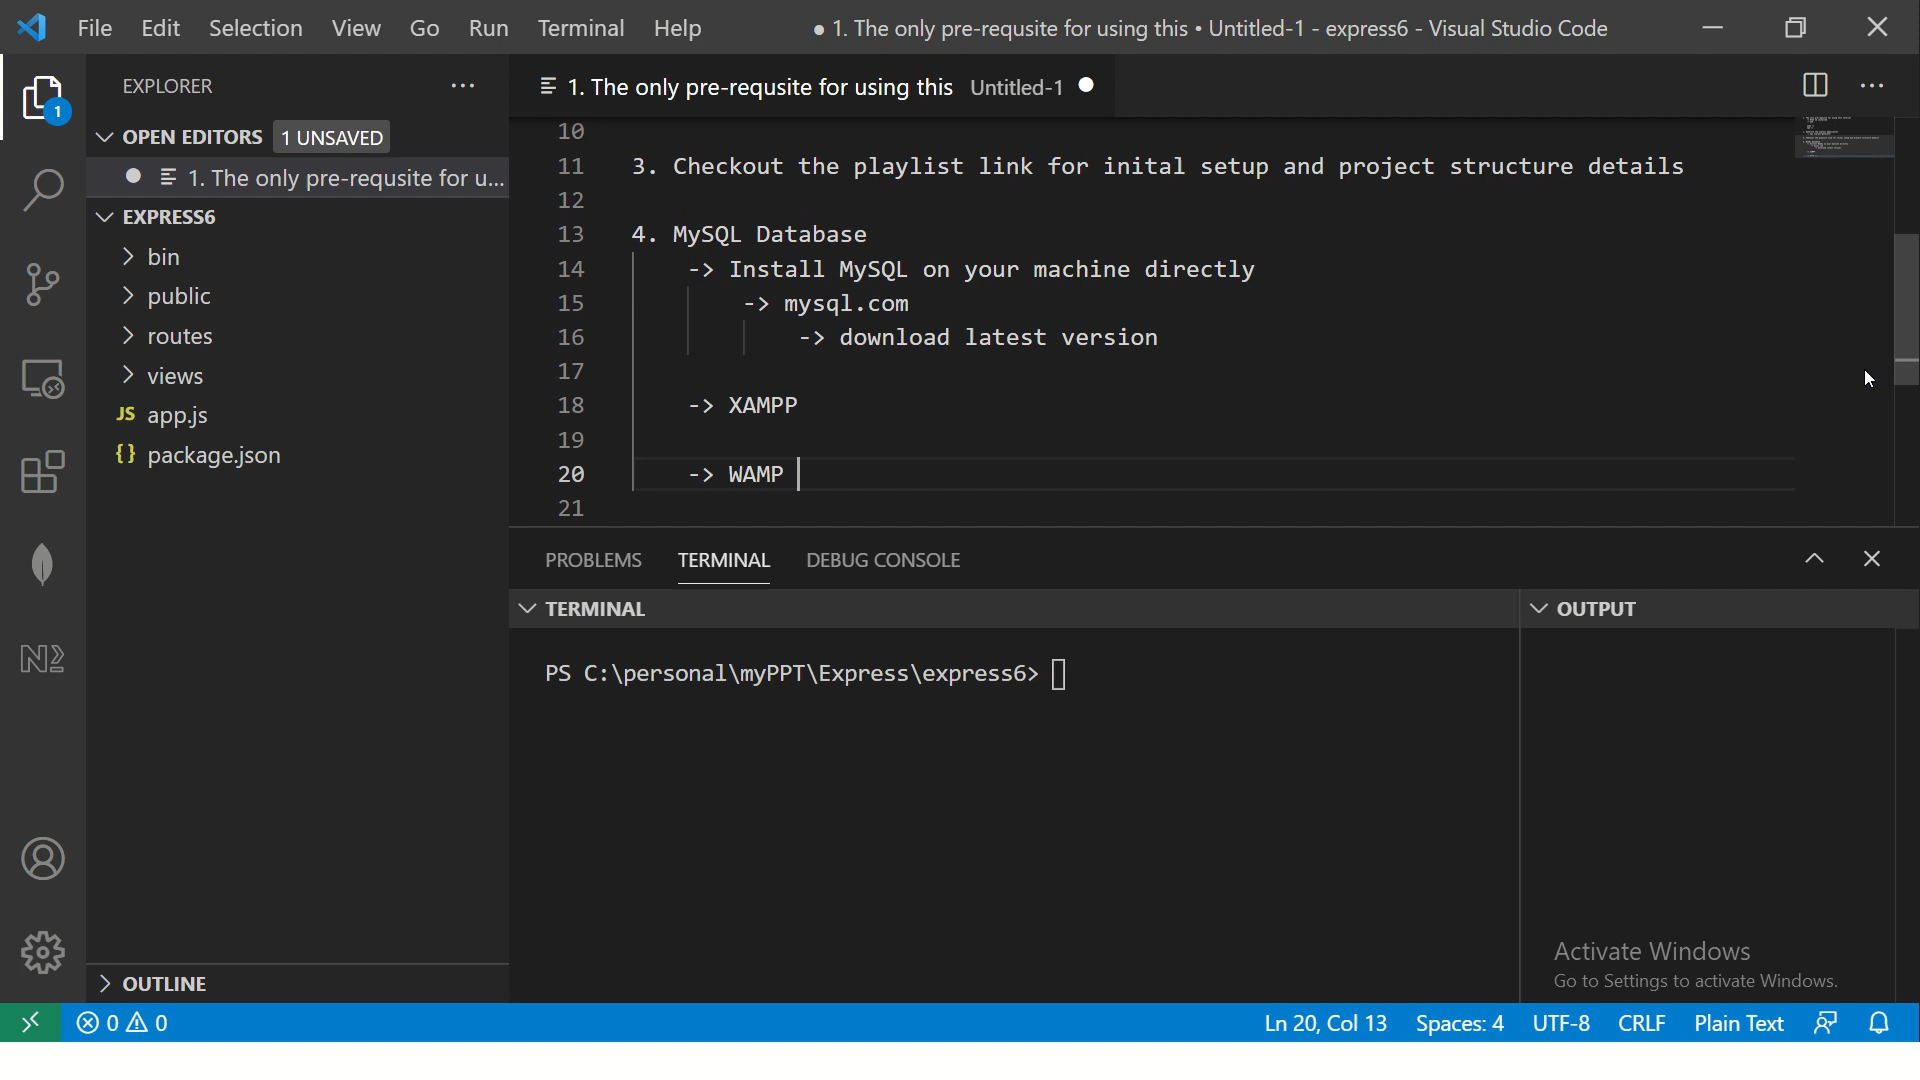 File Edit Selection View Go Run Terminal Help
● 1. The only pre-requsite for using this • Untitled-1 - express6 - Visual Studio Code
EXPLORER
1
OPEN EDITORS 1 UNSAVED
1. The only pre-requsite for u...
EXPRESS6
bin
public
routes
views
JS app.js
{} package.json
OUTLINE
1. The only pre-requsite for using this Untitled-1
10
11 3. Checkout the playlist link for inital setup and project structure details
12
13 4. MySQL Database
14 -> Install MySQL on your machine directly
15 -> mysql.com
16 -> download latest version
17
18 -> XAMPP
19
20 -> WAMP
21
PROBLEMS TERMINAL DEBUG CONSOLE
TERMINAL
PS C:\personal\myPPT\Express\express6>
OUTPUT
Activate Windows
Go to Settings to activate Windows.
0 0
Ln 20, Col 13 Spaces: 4 UTF-8 CRLF Plain Text